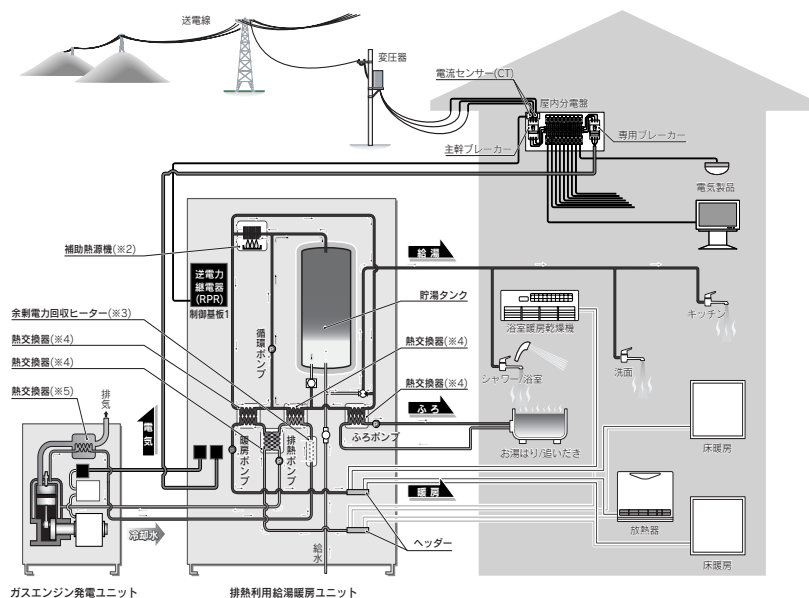 送電線
変圧器
電流センサー(CT)
屋内分電盤
主幹ブレーカー
専用ブレーカー
電気製品
補助熱源機(※2)
給湯
逆電力
継電器
(RPR)
制御基板1
貯湯タンク
余剰電力回収ヒーター(※3)
循環ポンプ
浴室暖房乾燥機
キッチン
熱交換器(※4)
熱交換器(※4)
熱交換器(※4)
シャワー/浴室
洗面
熱交換器(※5)
熱交換器(※4)
排気
電気
ふろ
暖房ポンプ
排熱ポンプ
ふろポンプ
お湯はり/追いだき
床暖房
暖房
放熱器
冷却水
給水
ヘッダー
床暖房
ガスエンジン発電ユニット
排熱利用給湯暖房ユニット